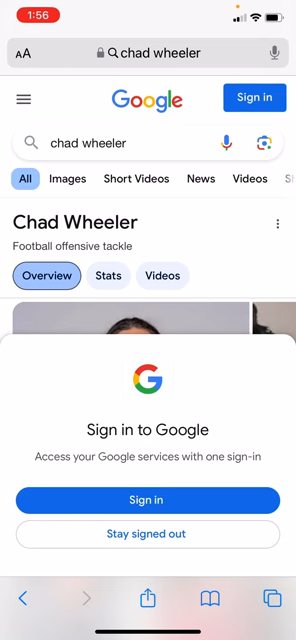 1:56
AA chad wheeler
Google
Sign in
chad wheeler
All Images Short Videos News Videos
Chad Wheeler
Football offensive tackle
Overview Stats Videos
G
Sign in to Google
Access your Google services with one sign-in
Sign in
Stay signed out